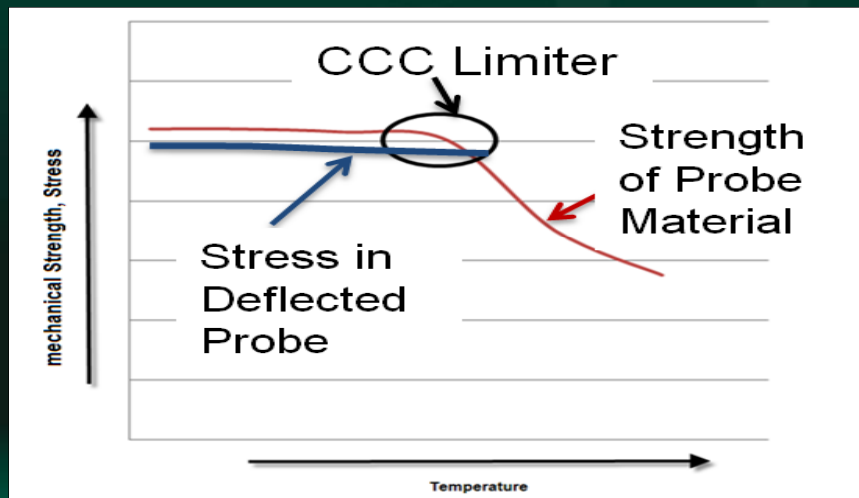 CCC Limiter
Strength
of Probe
Material
Stress in
Deflected
Probe
mechanical Strength, Stress
Temperature